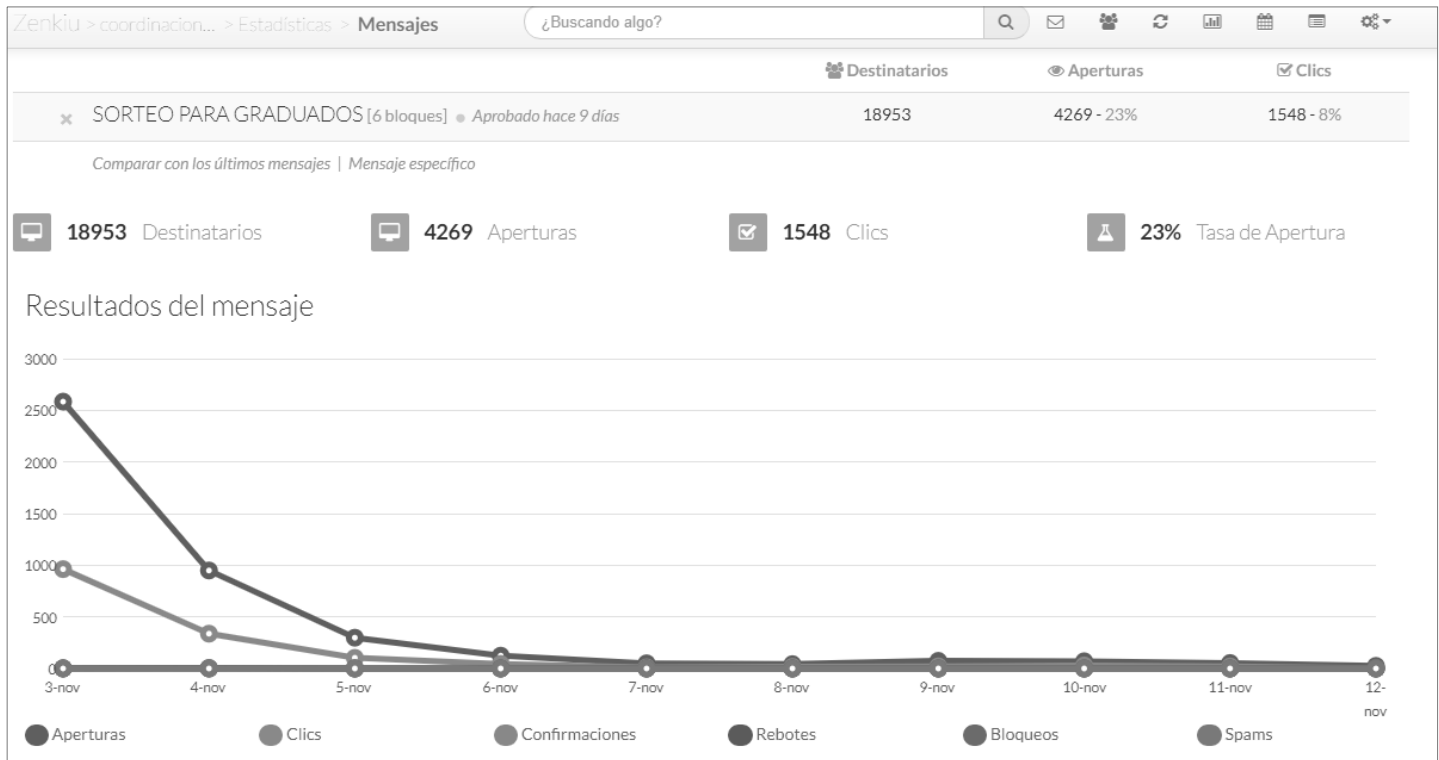 Zenkiu > coordinacion... > Estadísticas > Mensajes ¿Buscando algo?
Destinatarios Aperturas Clics
SORTEO PARA GRADUADOS [6 bloques] Aprobado hace 9 días 18953 4269 - 23% 1548 - 8%
Comparar con los últimos mensajes | Mensaje específico
18953 Destinatarios 4269 Aperturas 1548 Clics 23% Tasa de Apertura
Resultados del mensaje
3000
2500
2000
1500
1000
500
0
3-nov 4-nov 5-nov 6-nov 7-nov 8-nov 9-nov 10-nov 11-nov 12-
nov
Aperturas Clics Confirmaciones Rebotes Bloqueos Spams